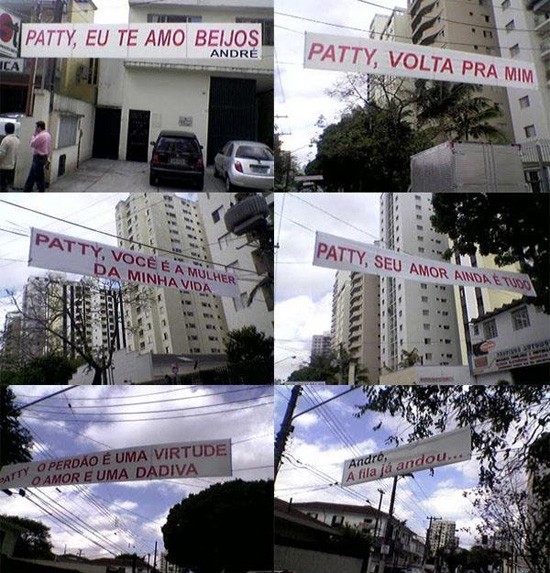 PATTY, EU TE AMO BEIJOS
ANDRÉ
PATTY, VOLTA PRA MIM
PATTY, VOCÊ É A MULHER
DA MINHA VIDA
PATTY, SEU AMOR AINDA É TUDO
PATTY O PERDÃO É UMA VIRTUDE
O AMOR E UMA DADIVA
André,
A fila já andou...